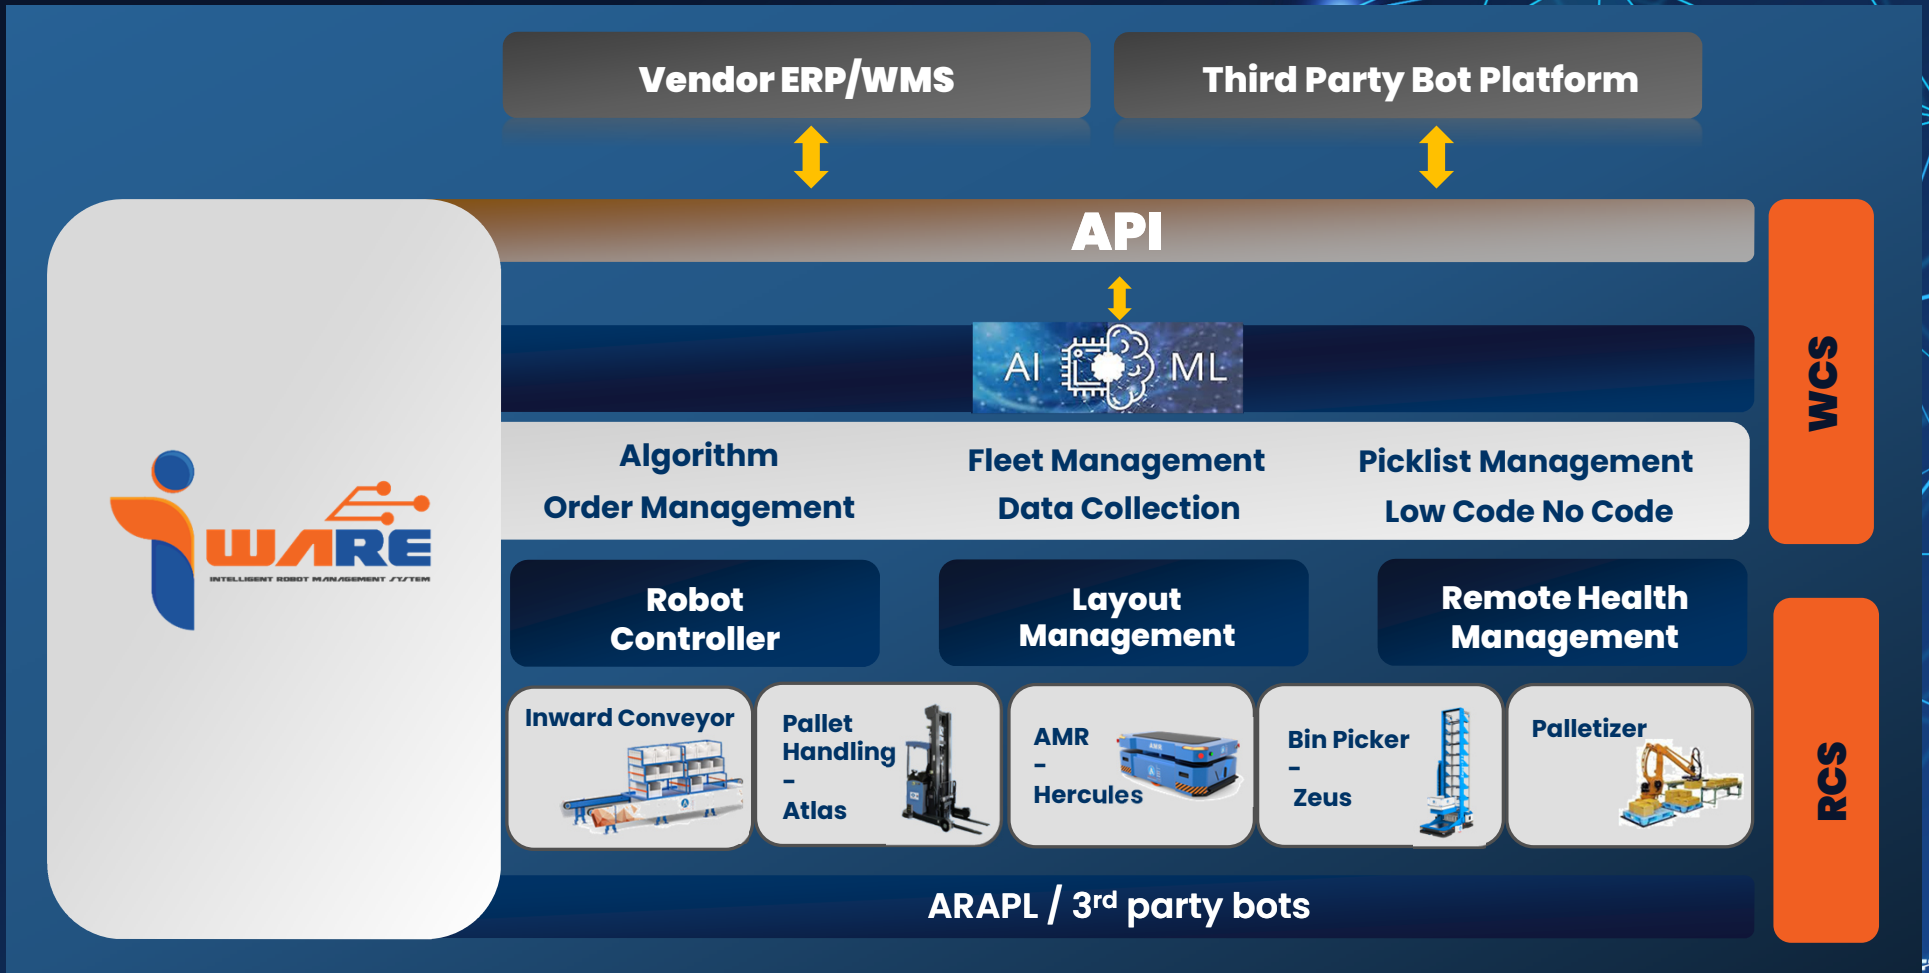 Vendor ERP/WMS
Third Party Bot Platform
API
AI ML
WCS
Algorithm
Fleet Management
Picklist Management
Order Management
Data Collection
Low Code No Code
iWARE
INTELLIGENT ROBOT MANAGEMENT SYSTEM
Robot
Controller
Layout
Management
Remote Health
Management
Inward Conveyor
Pallet
Handling
-
Atlas
AMR
-
Hercules
AMR
Bin Picker
-
Zeus
Palletizer
RCS
ARAPL / 3rd party bots